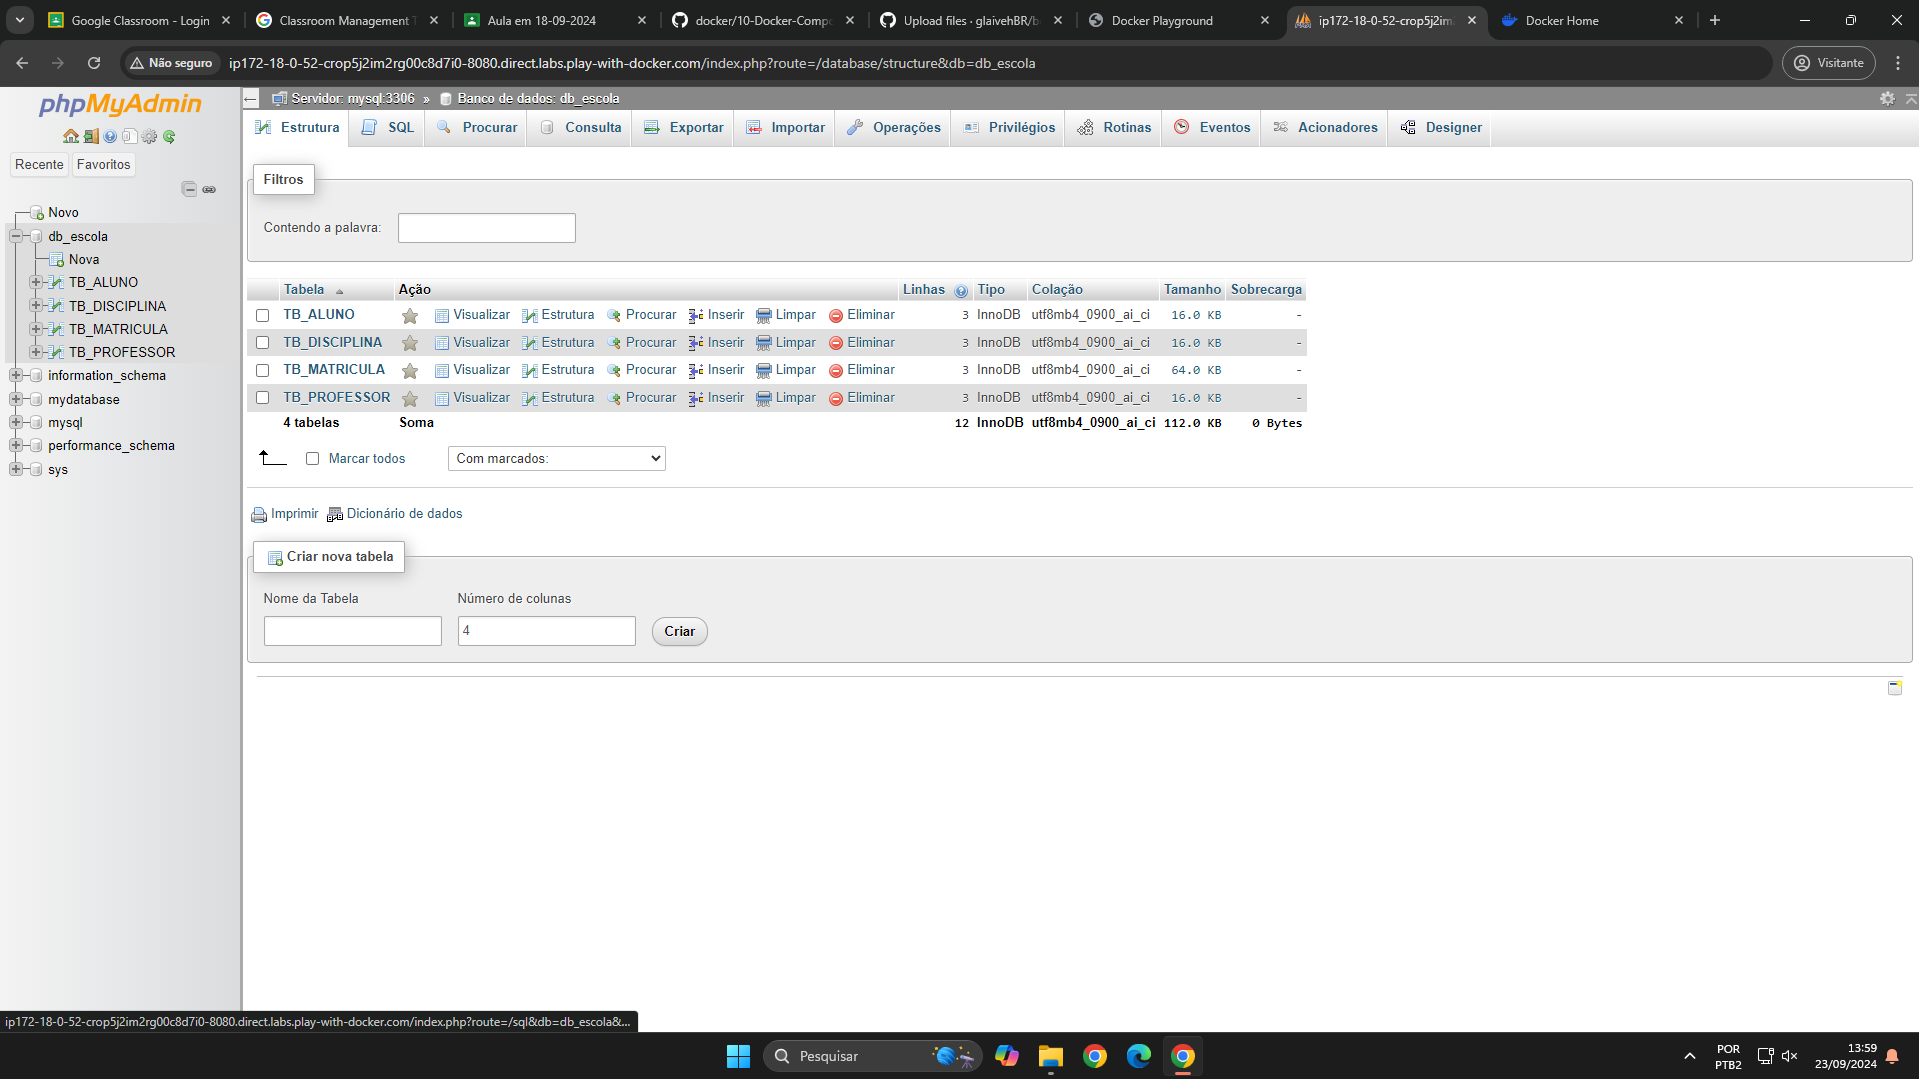 Google Classroom - Login
Classroom Management T
Aula em 18-09-2024
docker/10-Docker-Compo
Upload files · glaivehBR/b
Docker Playground
ip172-18-0-52-crop5j2im
Docker Home
Não seguro
ip172-18-0-52-crop5j2im2rg00c8d7i0-8080.direct.labs.play-with-docker.com/index.php?route=/database/structure&db=db_escola
Visitante
phpMyAdmin
Recente Favoritos
Novo
db_escola
Nova
TB_ALUNO
TB_DISCIPLINA
TB_MATRICULA
TB_PROFESSOR
information_schema
mydatabase
mysql
performance_schema
sys
Servidor: mysql:3306 » Banco de dados: db_escola
Estrutura SQL Procurar Consulta Exportar Importar Operações Privilégios Rotinas Eventos Acionadores Designer
Filtros
Contendo a palavra:
Tabela Ação Linhas Tipo Colação Tamanho Sobrecarga
TB_ALUNO Visualizar Estrutura Procurar Inserir Limpar Eliminar 3 InnoDB utf8mb4_0900_ai_ci 16.0 KB -
TB_DISCIPLINA Visualizar Estrutura Procurar Inserir Limpar Eliminar 3 InnoDB utf8mb4_0900_ai_ci 16.0 KB -
TB_MATRICULA Visualizar Estrutura Procurar Inserir Limpar Eliminar 3 InnoDB utf8mb4_0900_ai_ci 64.0 KB -
TB_PROFESSOR Visualizar Estrutura Procurar Inserir Limpar Eliminar 3 InnoDB utf8mb4_0900_ai_ci 16.0 KB -
4 tabelas Soma 12 InnoDB utf8mb4_0900_ai_ci 112.0 KB 0 Bytes
Marcar todos Com marcados:
Imprimir Dicionário de dados
Criar nova tabela
Nome da Tabela Número de colunas
4 Criar
ip172-18-0-52-crop5j2im2rg00c8d7i0-8080.direct.labs.play-with-docker.com/index.php?route=/sql&db=db_escola&...
Pesquisar
POR
PTB2
13:59
23/09/2024